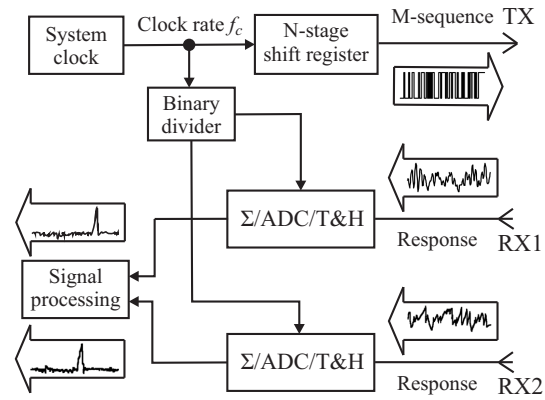 System
clock
Clock rate f_c
N-stage
shift register
M-sequence TX
Binary
divider
Σ/ADC/T&H
Response RX1
Signal
processing
Σ/ADC/T&H
Response RX2